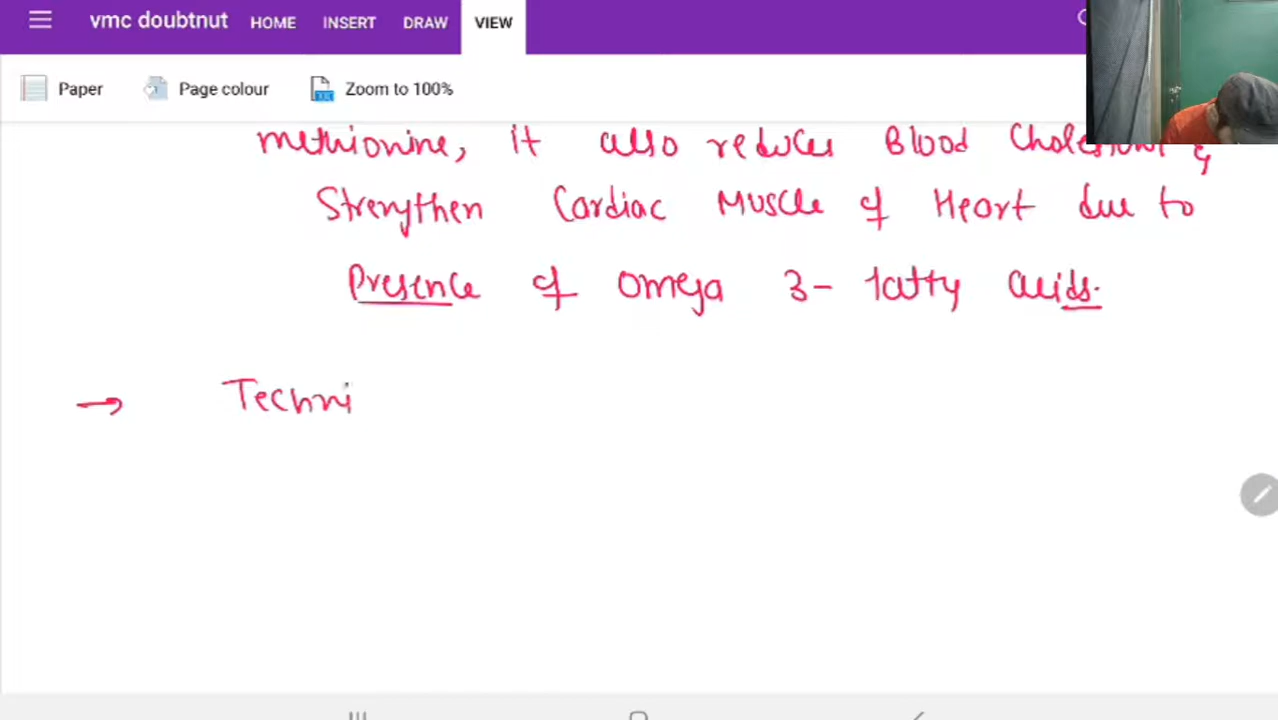 vmc doubtnut HOME INSERT DRAW VIEW
Paper Page colour Zoom to 100%
methionine, it also reduces Blood &
Strengthen Cardiac Muscle of Heart due to
Presence of omega 3- fatty acids.
→ Techni